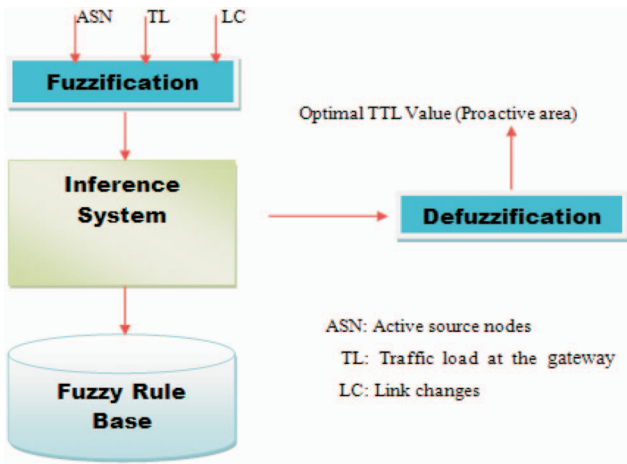 ASN TL LC
Fuzzification
Optimal TTL Value (Proactive area)
Inference
System
Defuzzification
ASN: Active source nodes
TL: Traffic load at the gateway
LC: Link changes
Fuzzy Rule
Base